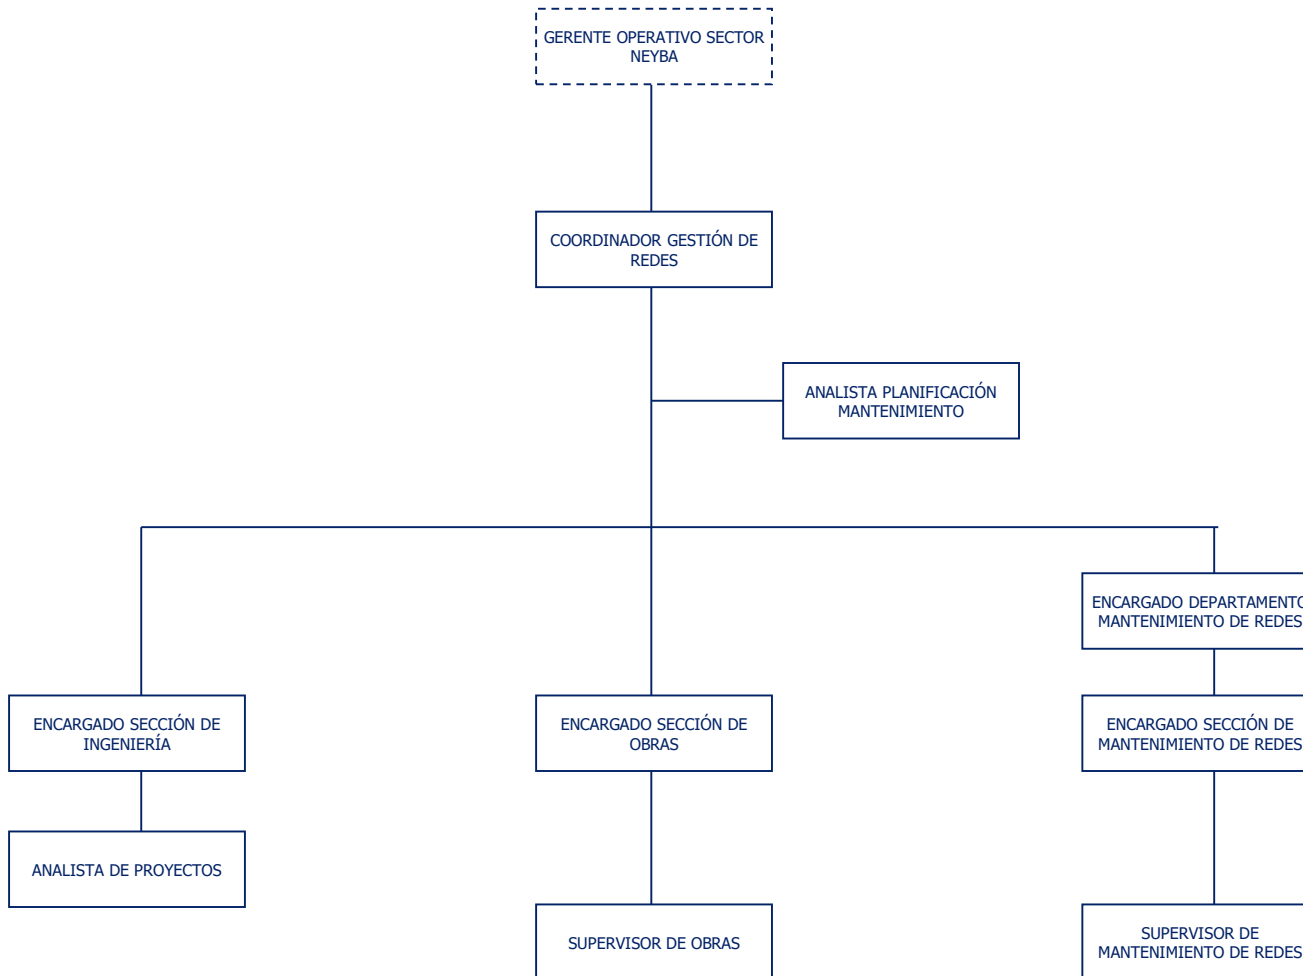 GERENTE OPERATIVO SECTOR
NEYBA
COORDINADOR GESTIÓN DE
REDES
ANALISTA PLANIFICACIÓN
MANTENIMIENTO
ENCARGADO DEPARTAMENTO
MANTENIMIENTO DE REDES
ENCARGADO SECCIÓN DE
INGENIERÍA
ENCARGADO SECCIÓN DE
OBRAS
ENCARGADO SECCIÓN DE
MANTENIMIENTO DE REDES
ANALISTA DE PROYECTOS
SUPERVISOR DE OBRAS
SUPERVISOR DE
MANTENIMIENTO DE REDES